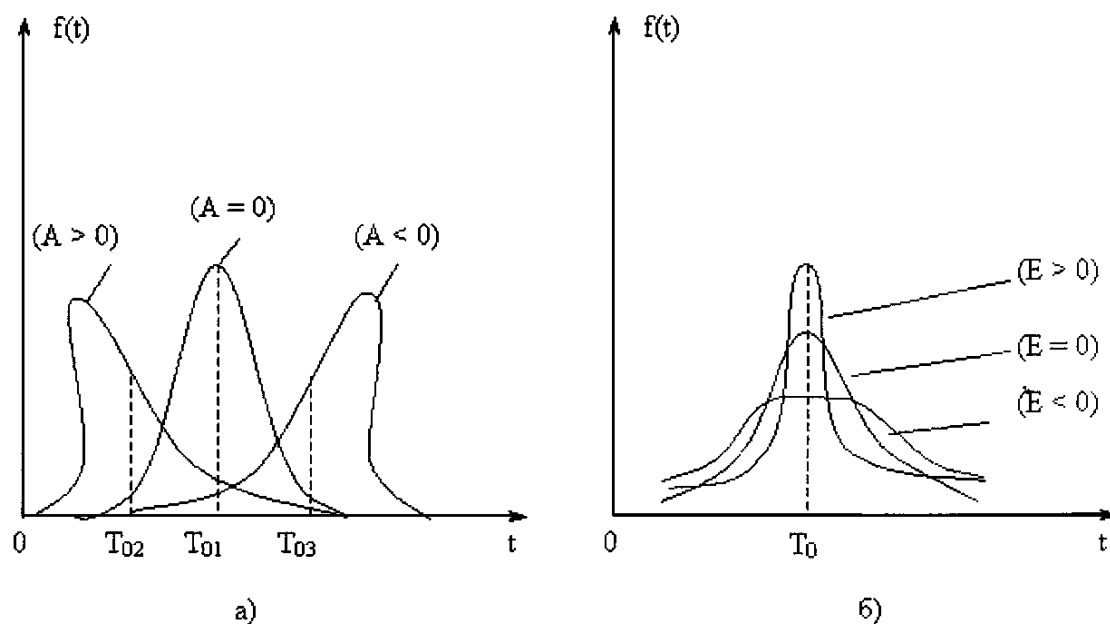 f(t)
(A > 0)
(A = 0)
(A < 0)
0
T₀₂
T₀₁
T₀₃
t
а)
f(t)
(E > 0)
(E = 0)
(E < 0)
0
T₀
t
б)